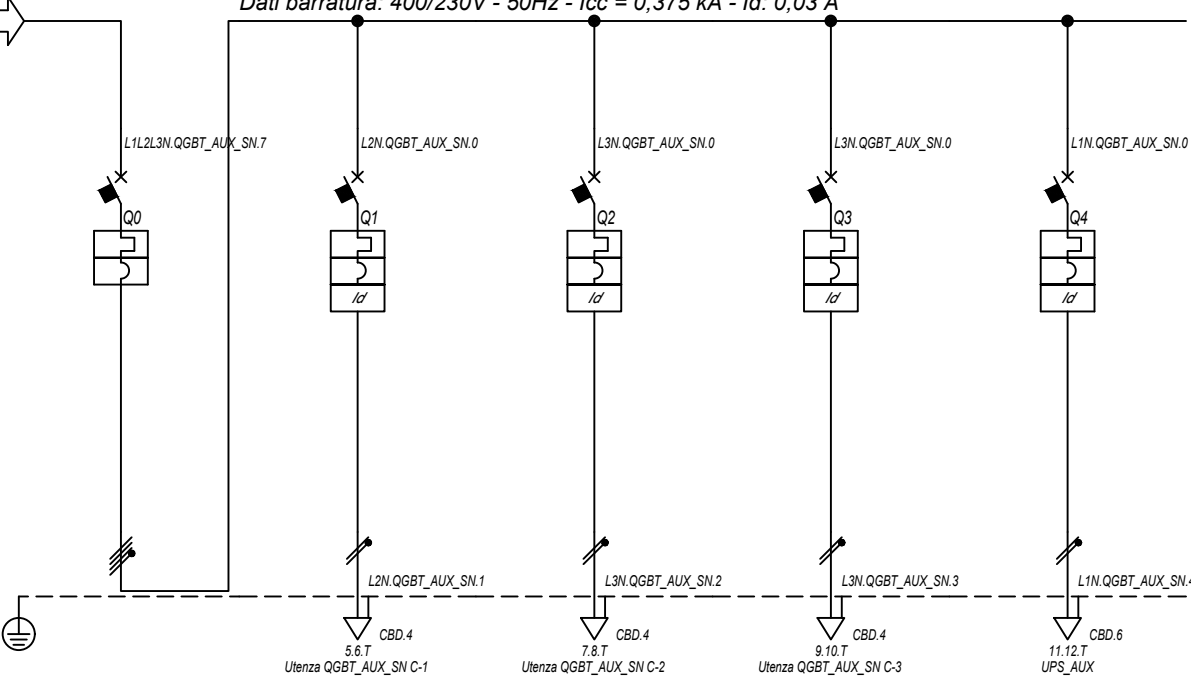 Dati barratura: 400/230V - 50Hz - Icc = 0,375 kA - Id: 0,03 A
L1L2L3N.QGBT_AUX_SN.7
L2N.QGBT_AUX_SN.0
L3N.QGBT_AUX_SN.0
L3N.QGBT_AUX_SN.0
L1N.QGBT_AUX_SN.0
Q0
Q1
Q2
Q3
Q4
Id
Id
Id
Id
L2N.QGBT_AUX_SN.1
L3N.QGBT_AUX_SN.2
L3N.QGBT_AUX_SN.3
L1N.QGBT_AUX_SN.4
CBD.4
CBD.4
CBD.4
CBD.6
5.6.T
7.8.T
9.10.T
11.12.T
Utenza QGBT_AUX_SN C-1
Utenza QGBT_AUX_SN C-2
Utenza QGBT_AUX_SN C-3
UPS_AUX